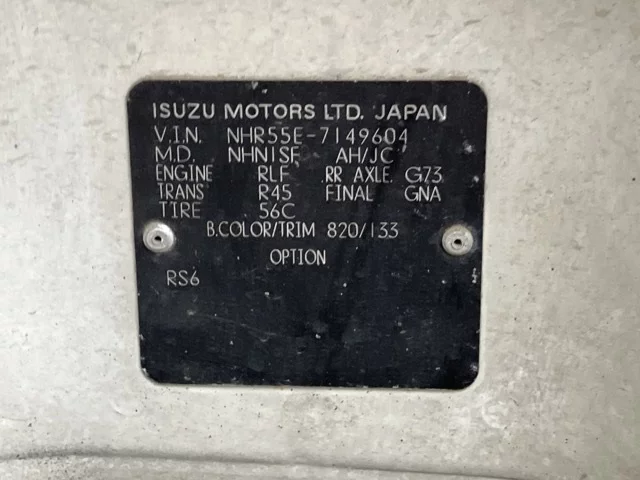 ISUZU MOTORS LTD. JAPAN
V.I.N. NHR55E-7149604
M.D. NHN1SF AH/JC
ENGINE RLF RR AXLE. G73
TRANS R45 FINAL GNA
TIRE 56C
B.COLOR/TRIM 820/133
OPTION
RS6